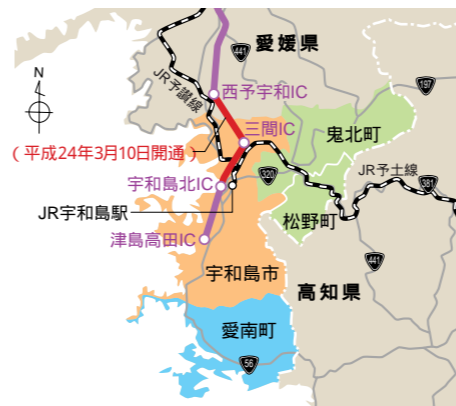 441
愛媛県
N
JR予讃線
197
西予宇和IC
三間IC
鬼北町
(平成24年3月10日開通)
JR予土線
宇和島北IC
320
381
JR宇和島駅
松野町
津島高田IC
宇和島市
441
高知県
愛南町
56